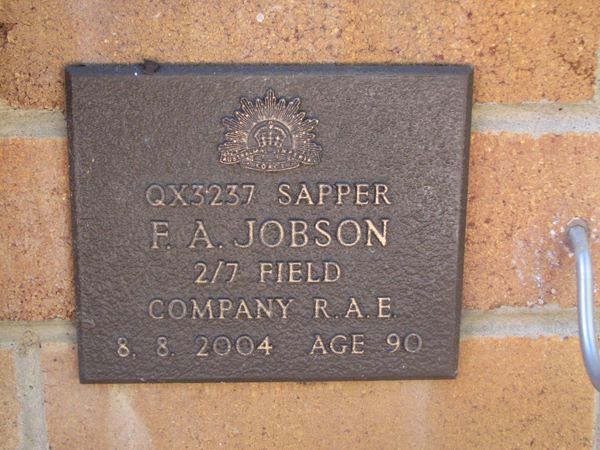 QX3237 SAPPER
F. A. JOBSON
2/7 FIELD
COMPANY R.A.E.
8. 8. 2004 AGE 90